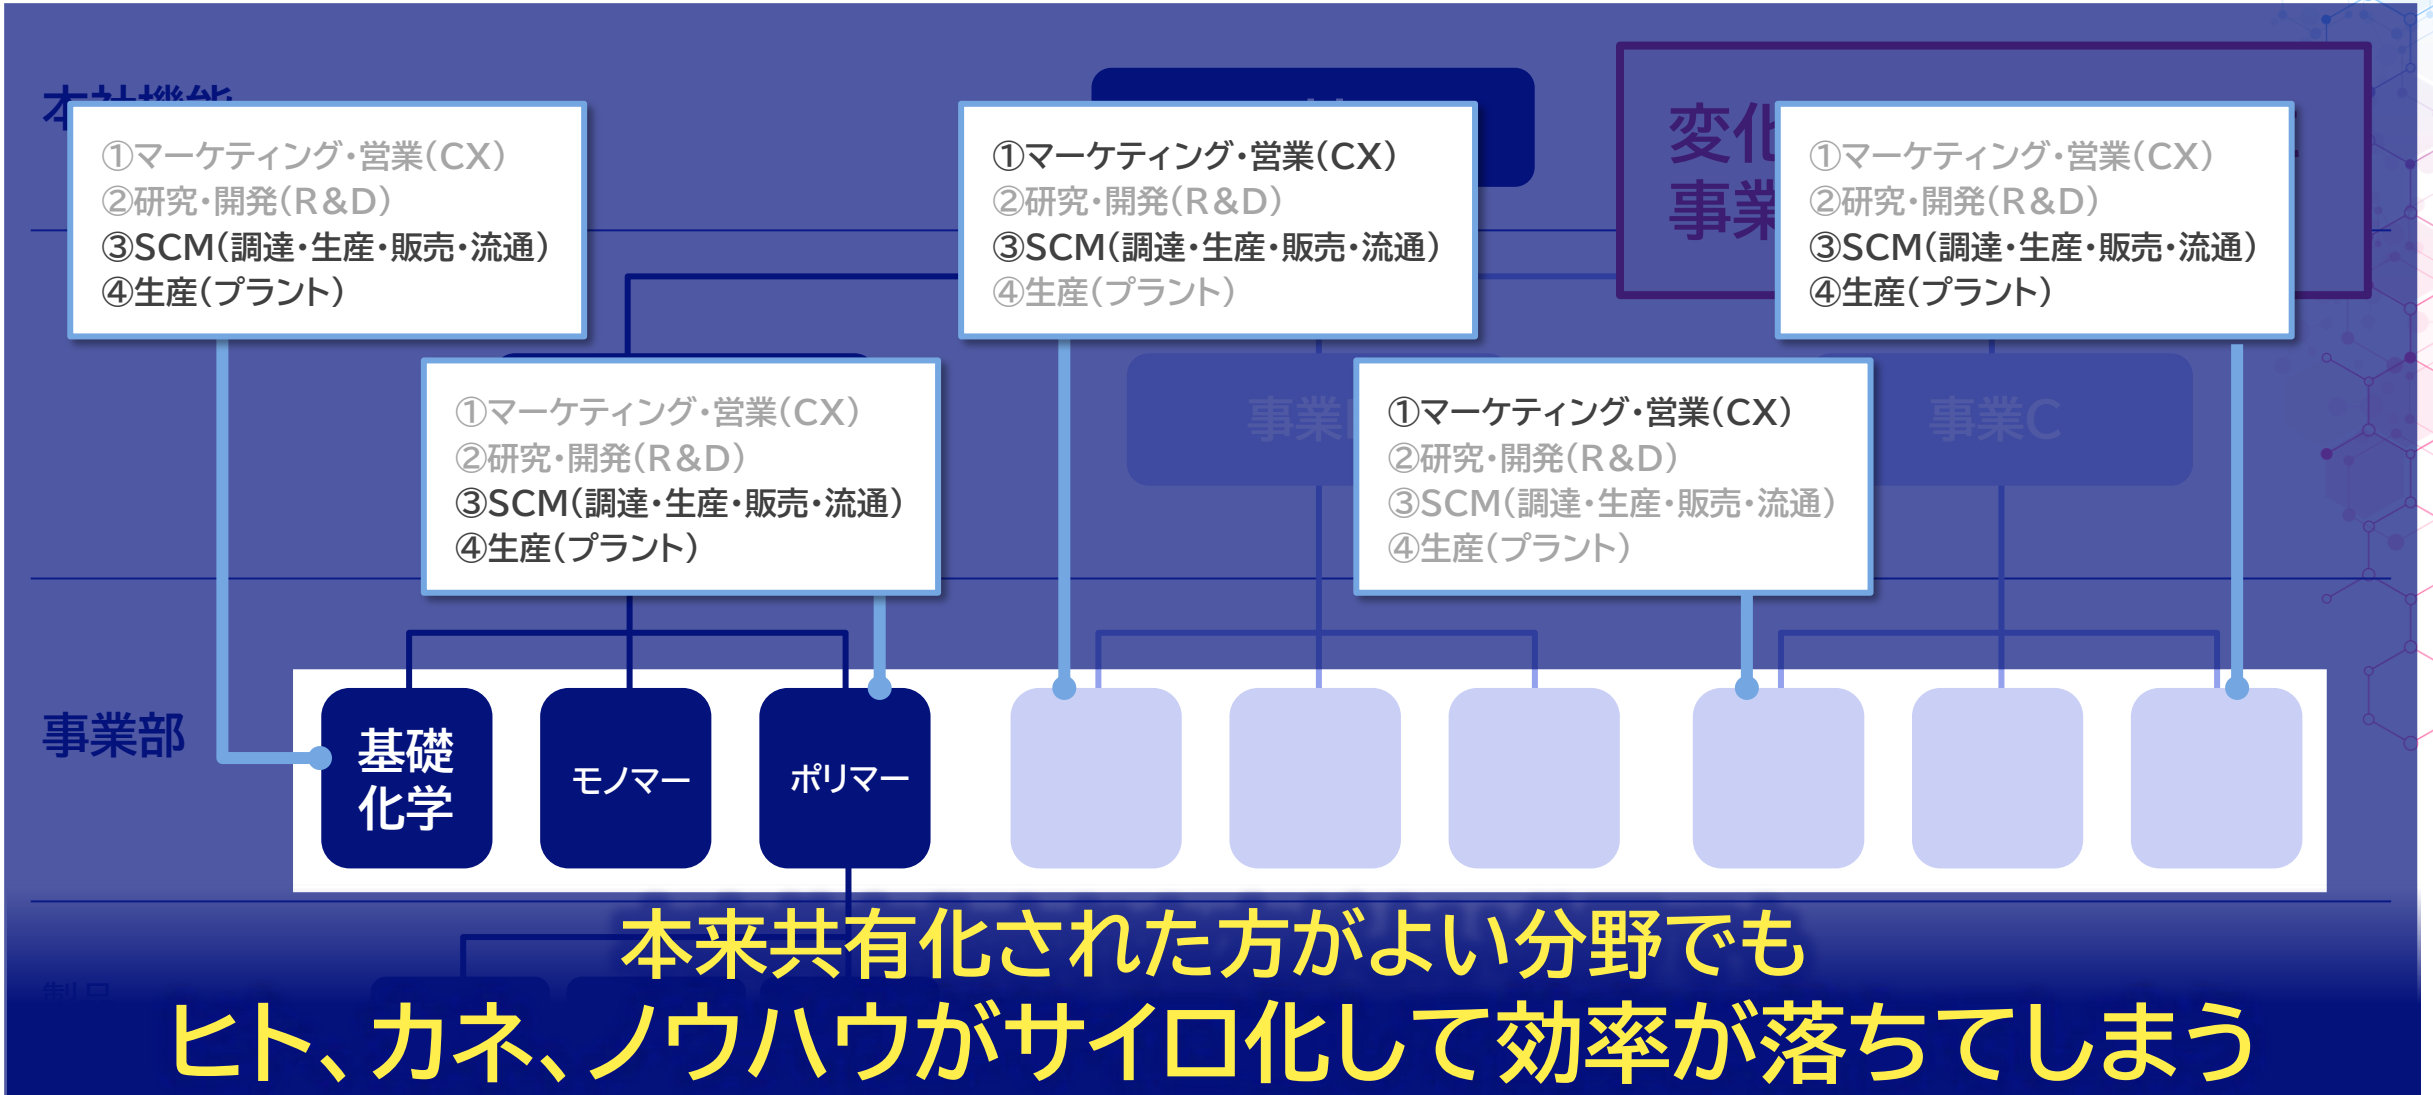 本社機能
変化
事業
①マーケティング・営業(CX)
②研究・開発(R&D)
③SCM(調達・生産・販売・流通)
④生産(プラント)
①マーケティング・営業(CX)
②研究・開発(R&D)
③SCM(調達・生産・販売・流通)
④生産(プラント)
①マーケティング・営業(CX)
②研究・開発(R&D)
③SCM(調達・生産・販売・流通)
④生産(プラント)
①マーケティング・営業(CX)
②研究・開発(R&D)
③SCM(調達・生産・販売・流通)
④生産(プラント)
事業
①マーケティング・営業(CX)
②研究・開発(R&D)
③SCM(調達・生産・販売・流通)
④生産(プラント)
事業C
事業部
基礎
化学
モノマー
ポリマー
製品
本来共有化された方がよい分野でも
ヒト、カネ、ノウハウがサイロ化して効率が落ちてしまう